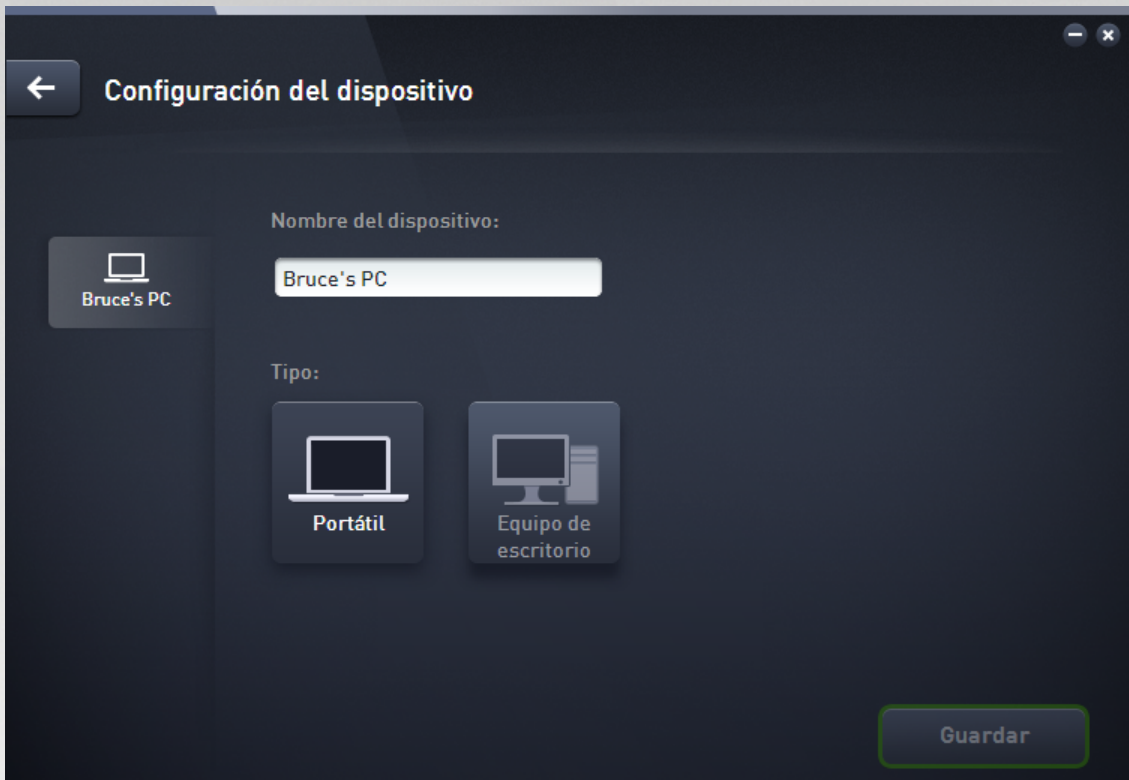 Configuración del dispositivo
Nombre del dispositivo:
Bruce's PC
Bruce's PC
Tipo:
Portátil
Equipo de
escritorio
Guardar